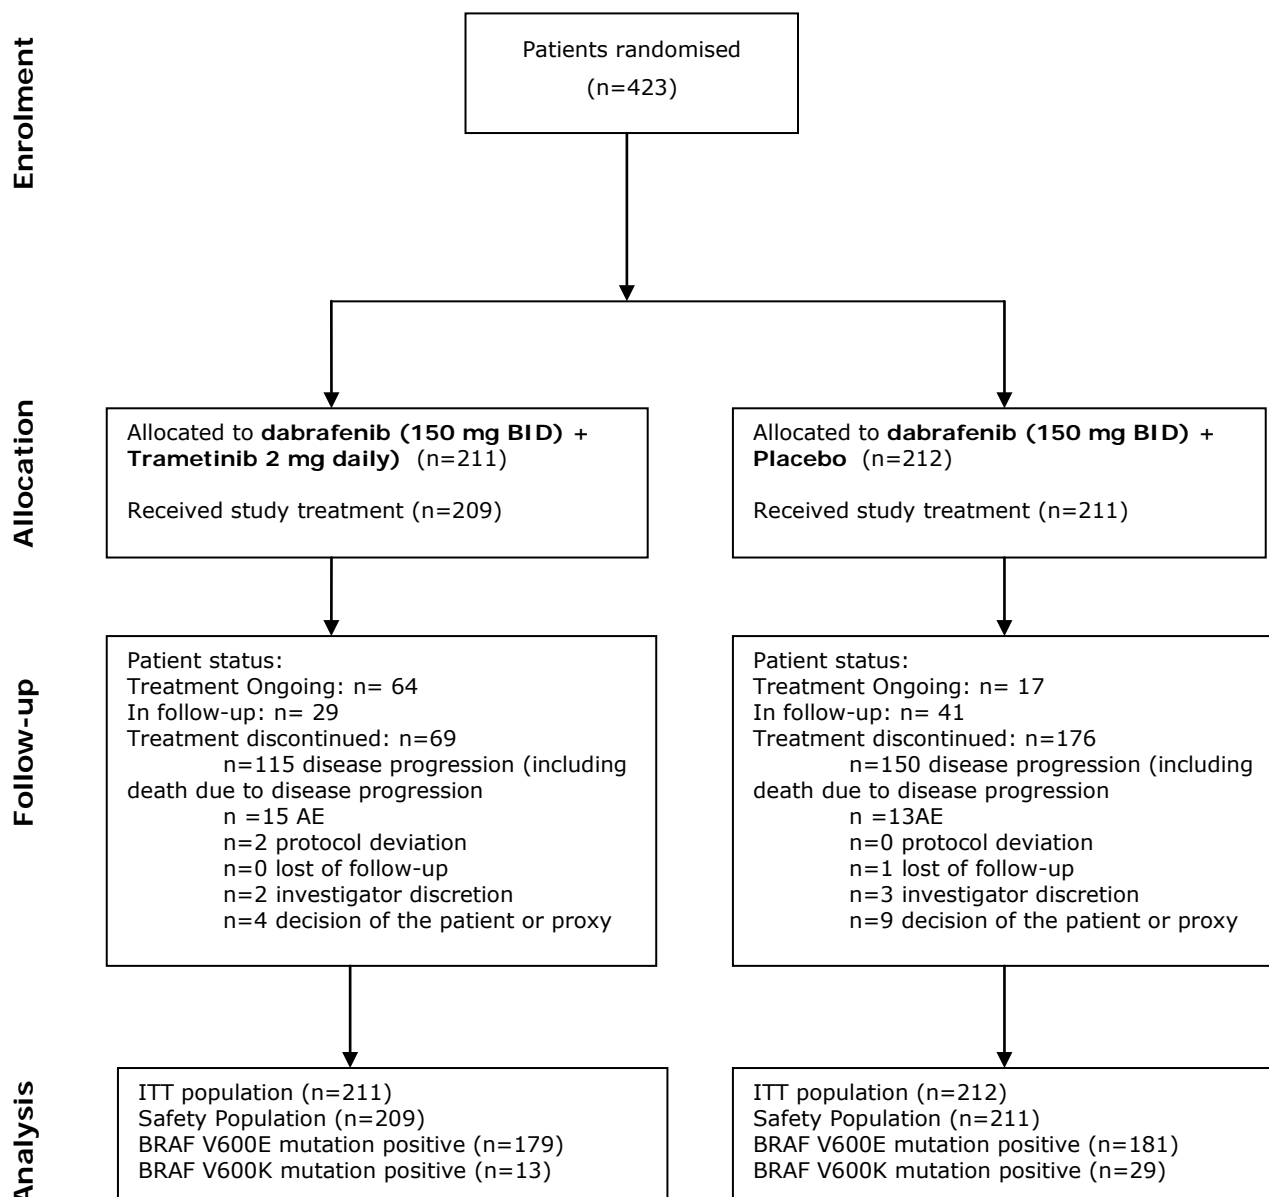 Enrolment
Patients randomised
(n=423)
Allocation
Allocated to dabrafenib (150 mg BID) +
Trametinib 2 mg daily) (n=211)
Received study treatment (n=209)
Allocated to dabrafenib (150 mg BID) +
Placebo (n=212)
Received study treatment (n=211)
Follow-up
Patient status:
Treatment Ongoing: n= 64
In follow-up: n= 29
Treatment discontinued: n=69
n=115 disease progression (including
death due to disease progression
n =15 AE
n=2 protocol deviation
n=0 lost of follow-up
n=2 investigator discretion
n=4 decision of the patient or proxy
Patient status:
Treatment Ongoing: n= 17
In follow-up: n= 41
Treatment discontinued: n=176
n=150 disease progression (including
death due to disease progression
n =13AE
n=0 protocol deviation
n=1 lost of follow-up
n=3 investigator discretion
n=9 decision of the patient or proxy
Analysis
ITT population (n=211)
Safety Population (n=209)
BRAF V600E mutation positive (n=179)
BRAF V600K mutation positive (n=13)
ITT population (n=212)
Safety Population (n=211)
BRAF V600E mutation positive (n=181)
BRAF V600K mutation positive (n=29)